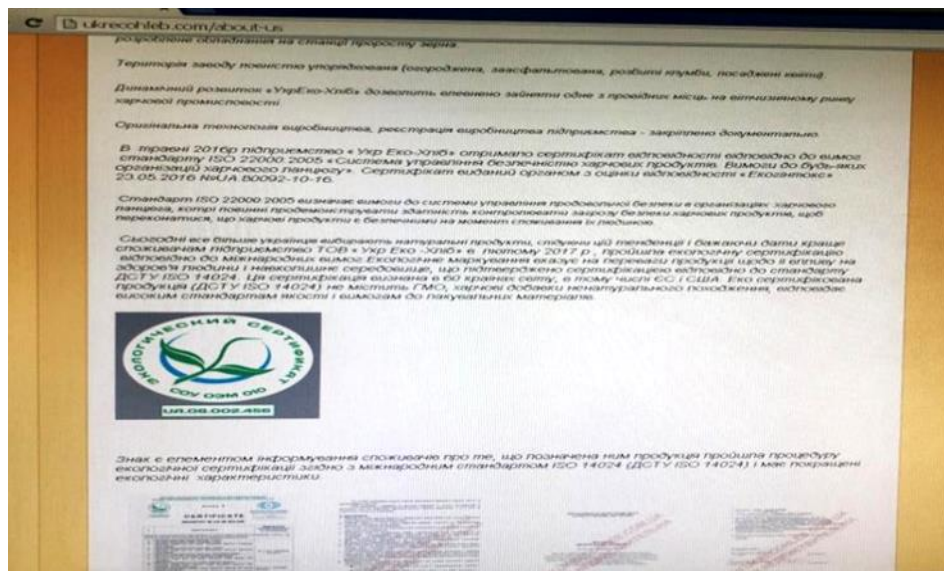 ukrecohleb.com/about-us
розроблене обладнання на станції проросту зерна.
Територія заводу повністю упорядкована (огороджена, заасфальтована, розбиті клумби, посаджені квіти).
Динамічний розвиток «УкрЕко-Хліб» дозволить впевнено зайняти одне з провідних місць на вітчизняному ринку
харчової промисловості.
Оригінальна технологія виробництва, реєстрація виробництва підприємства - закріплено документально.
В травні 2016р підприємство « Укр Еко-Хліб» отримало сертифікат відповідності відповідно до вимог
стандарту ISO 22000:2005 «Система управління безпечністю харчових продуктів. Вимоги до будь-яких
організацій харчового ланцюгу». Сертифікат виданий органом з оцінки відповідності « Екогантокс»
23.05.2016 №UA.80092-10-16.
Стандарт ISO 22000:2005 визначає вимоги до системи управління продовольчої безпеки в організаціях харчового
ланцюга, котрі повинні продемонструвати здатність контролювати загрозу безпеки харчових продуктів, щоб
переконатися, що харчові продукти є безпечними на момент споживання їх людиною.
Сьогодні все більше українців вибирають натуральні продукти, слідуючи цій тенденції і бажаючи дати краще
споживачам підприємство ТОВ « Укр Еко -Хліб» в лютому 2017 р , пройшла екологічну сертифікацію
відповідно до міжнародних вимог. Екологічне маркування вказує на переваги продукції щодо її впливу на
здоров'я людини і навколишнє середовище, що підтверджено сертифікацією відповідно до стандарту
ДСТУ ISO 14024. Ця сертифікація визнана в 60 країнах світу, в тому числі ЄС і США. Еко сертифікована
продукція (ДСТУ ISO 14024) не містить ГМО, харчові добавки ненатурального походження, відповідає
високим стандартам якості і вимогам до пакувальних матеріалів.
ЭКОЛОГИЧЕСКИЙ СЕРТИФИКАТ
СОУ ОЭМ 010
UA.08.002.456
Знак є елементом інформування споживачів про те, що позначена ним продукція пройшла процедуру
екологічної сертифікації згідно з міжнародним стандартом ISO 14024 (ДСТУ ISO 14024) і має покращені
екологічні характеристики.
CERTIFICATE